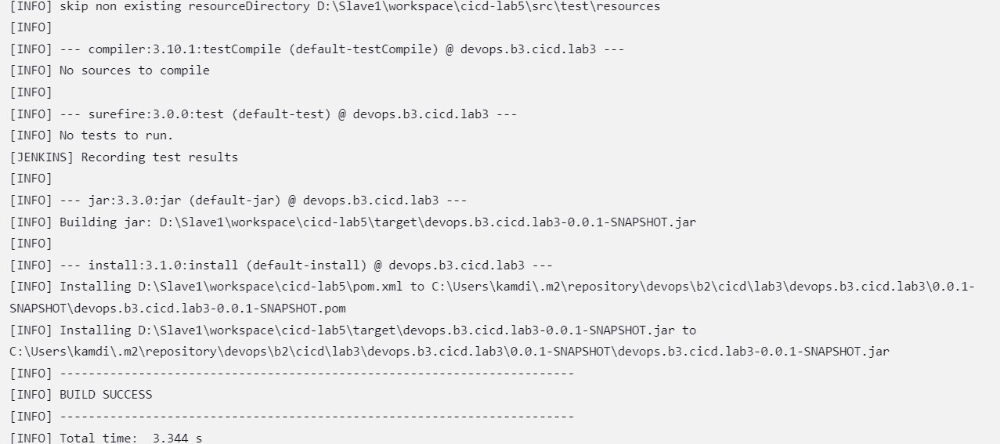 [INFO] skip non existing resourceDirectory D:\Slave1\workspace\cicd-lab5\src\test\resources
[INFO]
[INFO] --- compiler:3.10.1:testCompile (default-testCompile) @ devops.b3.cicd.lab3 ---
[INFO] No sources to compile
[INFO]
[INFO] --- surefire:3.0.0:test (default-test) @ devops.b3.cicd.lab3 ---
[INFO] No tests to run.
[JENKINS] Recording test results
[INFO]
[INFO] --- jar:3.3.0:jar (default-jar) @ devops.b3.cicd.lab3 ---
[INFO] Building jar: D:\Slave1\workspace\cicd-lab5\target\devops.b3.cicd.lab3-0.0.1-SNAPSHOT.jar
[INFO]
[INFO] --- install:3.1.0:install (default-install) @ devops.b3.cicd.lab3 ---
[INFO] Installing D:\Slave1\workspace\cicd-lab5\pom.xml to C:\Users\kamdi\.m2\repository\devops\b2\cicd\lab3\devops.b3.cicd.lab3\0.0.1-
SNAPSHOT\devops.b3.cicd.lab3-0.0.1-SNAPSHOT.pom
[INFO] Installing D:\Slave1\workspace\cicd-lab5\target\devops.b3.cicd.lab3-0.0.1-SNAPSHOT.jar to
C:\Users\kamdi\.m2\repository\devops\b2\cicd\lab3\devops.b3.cicd.lab3\0.0.1-SNAPSHOT\devops.b3.cicd.lab3-0.0.1-SNAPSHOT.jar
[INFO] ------------------------------------------------------------------------
[INFO] BUILD SUCCESS
[INFO] ------------------------------------------------------------------------
[INFO] Total time:  3.344 s